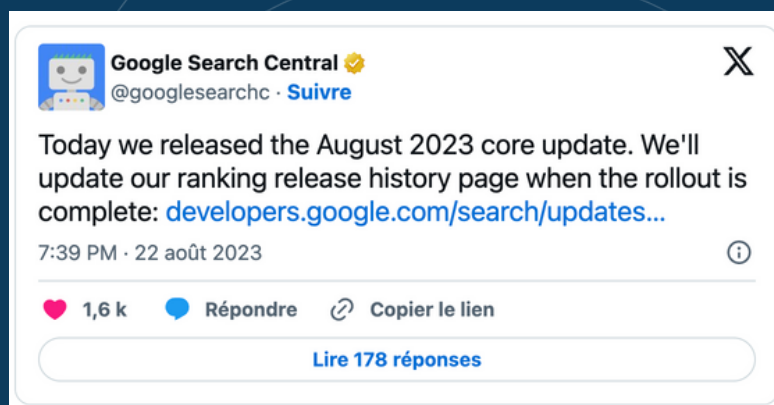 Google Search Central
@googlesearchc · Suivre
Today we released the August 2023 core update. We'll
update our ranking release history page when the rollout is
complete: developers.google.com/search/updates...
7:39 PM · 22 août 2023
1,6 k Répondre Copier le lien
Lire 178 réponses